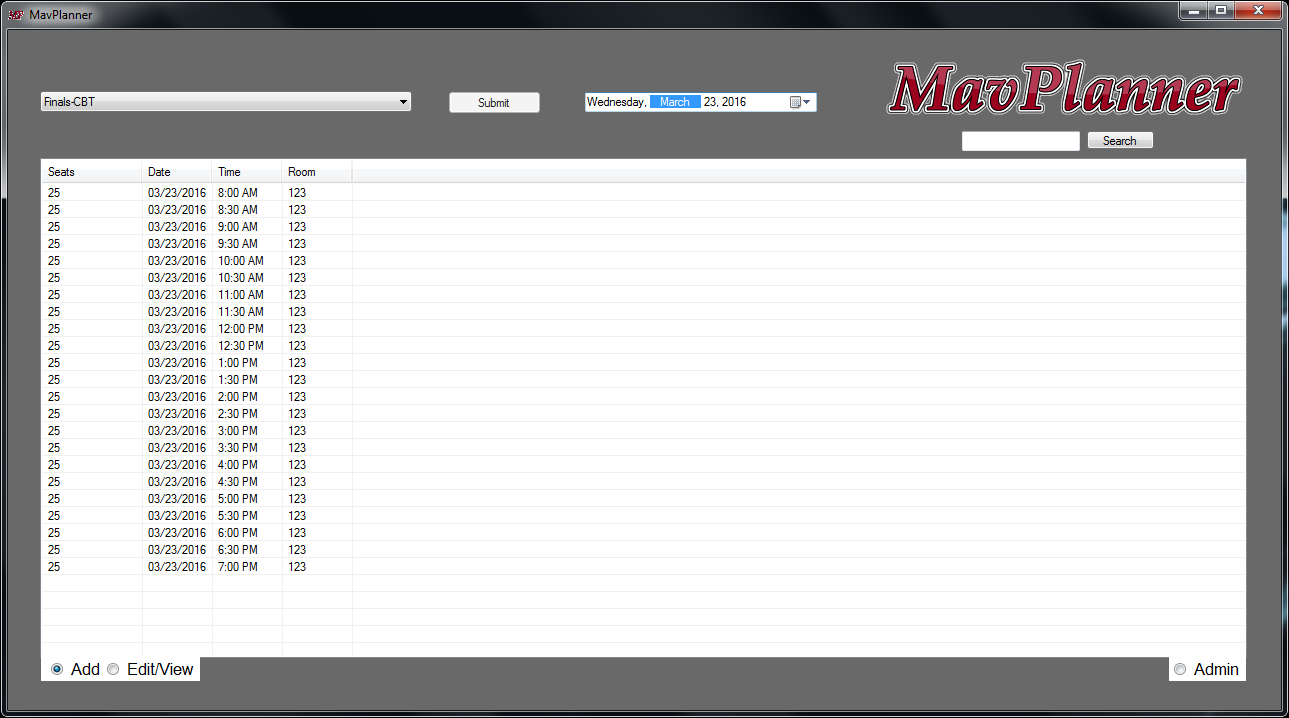 MavPlanner
MavPlanner
Finals-CBT Submit Wednesday, March 23, 2016
Search
Seats Date Time Room
25 03/23/2016 8:00 AM 123
25 03/23/2016 8:30 AM 123
25 03/23/2016 9:00 AM 123
25 03/23/2016 9:30 AM 123
25 03/23/2016 10:00 AM 123
25 03/23/2016 10:30 AM 123
25 03/23/2016 11:00 AM 123
25 03/23/2016 11:30 AM 123
25 03/23/2016 12:00 PM 123
25 03/23/2016 12:30 PM 123
25 03/23/2016 1:00 PM 123
25 03/23/2016 1:30 PM 123
25 03/23/2016 2:00 PM 123
25 03/23/2016 2:30 PM 123
25 03/23/2016 3:00 PM 123
25 03/23/2016 3:30 PM 123
25 03/23/2016 4:00 PM 123
25 03/23/2016 4:30 PM 123
25 03/23/2016 5:00 PM 123
25 03/23/2016 5:30 PM 123
25 03/23/2016 6:00 PM 123
25 03/23/2016 6:30 PM 123
25 03/23/2016 7:00 PM 123
Add Edit/View Admin